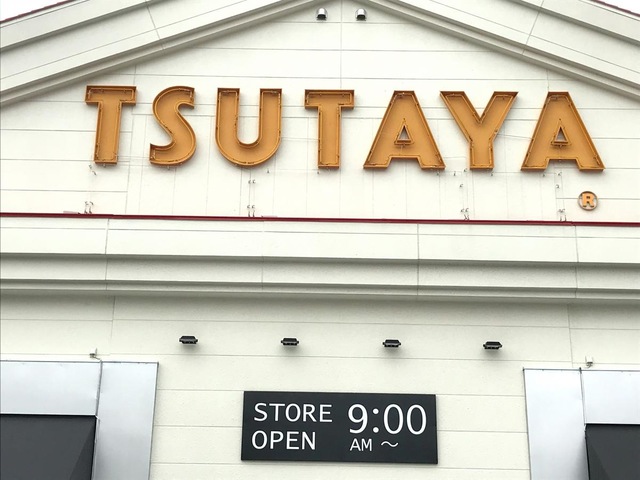 TSUTAYA
®
STORE OPEN
9:00
AM ～